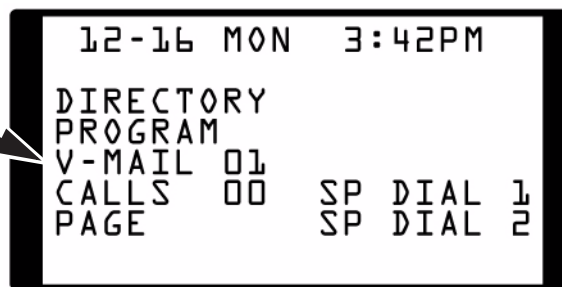 12-16 MON 3:42PM
DIRECTORY
PROGRAM
V-MAIL 01
CALLS 00 SP DIAL 1
PAGE SP DIAL 2